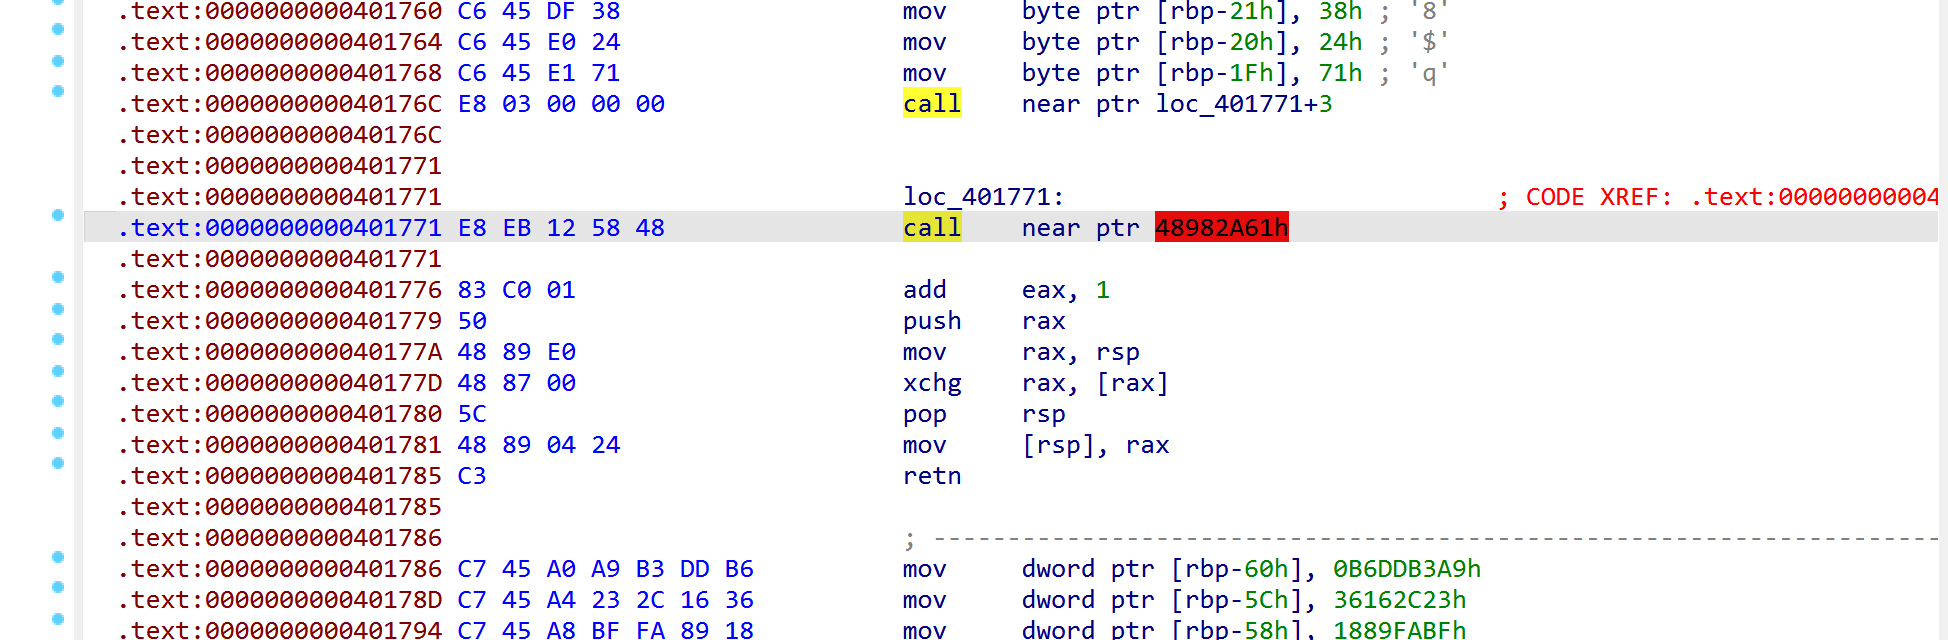 .text:0000000000401760 C6 45 DF 38 mov byte ptr [rbp-21h], 38h ; '8'
.text:0000000000401764 C6 45 E0 24 mov byte ptr [rbp-20h], 24h ; '$'
.text:0000000000401768 C6 45 E1 71 mov byte ptr [rbp-1Fh], 71h ; 'q'
.text:000000000040176C E8 03 00 00 00 call near ptr loc_401771+3
.text:000000000040176C
.text:0000000000401771
.text:0000000000401771 loc_401771: ; CODE XREF: .text:00000000004
.text:0000000000401771 E8 EB 12 58 48 call near ptr 48982A61h
.text:0000000000401771
.text:0000000000401776 83 C0 01 add eax, 1
.text:0000000000401779 50 push rax
.text:000000000040177A 48 89 E0 mov rax, rsp
.text:000000000040177D 48 87 00 xchg rax, [rax]
.text:0000000000401780 5C pop rsp
.text:0000000000401781 48 89 04 24 mov [rsp], rax
.text:0000000000401785 C3 retn
.text:0000000000401785
.text:0000000000401786 ; ---------------------------------------------------------------------------
.text:0000000000401786 C7 45 A0 A9 B3 DD B6 mov dword ptr [rbp-60h], 0B6DDB3A9h
.text:000000000040178D C7 45 A4 23 2C 16 36 mov dword ptr [rbp-5Ch], 36162C23h
.text:0000000000401794 C7 45 A8 BF FA 89 18 mov dword ptr [rbp-58h], 1889FABFh